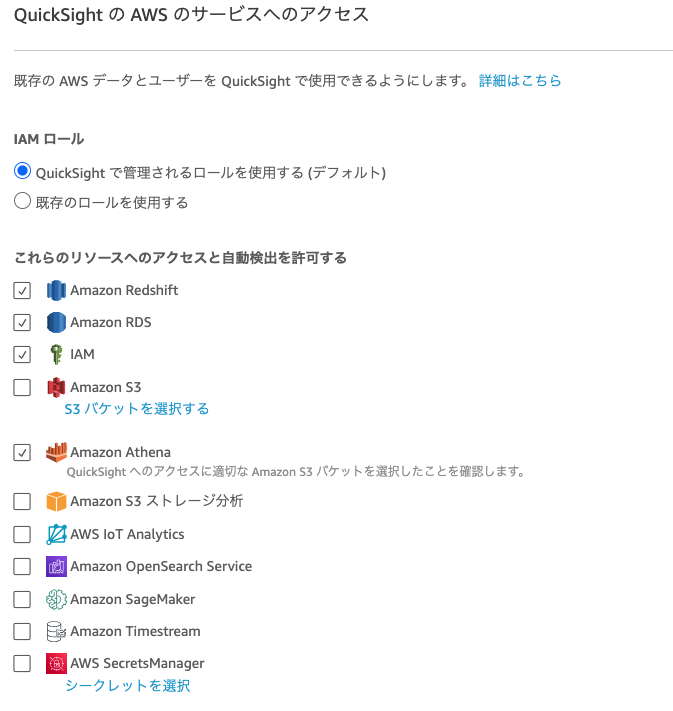 QuickSight の AWS のサービスへのアクセス
既存の AWS データとユーザーを QuickSight で使用できるようにします。 詳細はこちら
IAM ロール
QuickSight で管理されるロールを使用する (デフォルト)
既存のロールを使用する
これらのリソースへのアクセスと自動検出を許可する
Amazon Redshift
Amazon RDS
IAM
Amazon S3
S3 バケットを選択する
Amazon Athena
QuickSight へのアクセスに適切な Amazon S3 バケットを選択したことを確認します。
Amazon S3 ストレージ分析
AWS IoT Analytics
Amazon OpenSearch Service
Amazon SageMaker
Amazon Timestream
AWS SecretsManager
シークレットを選択